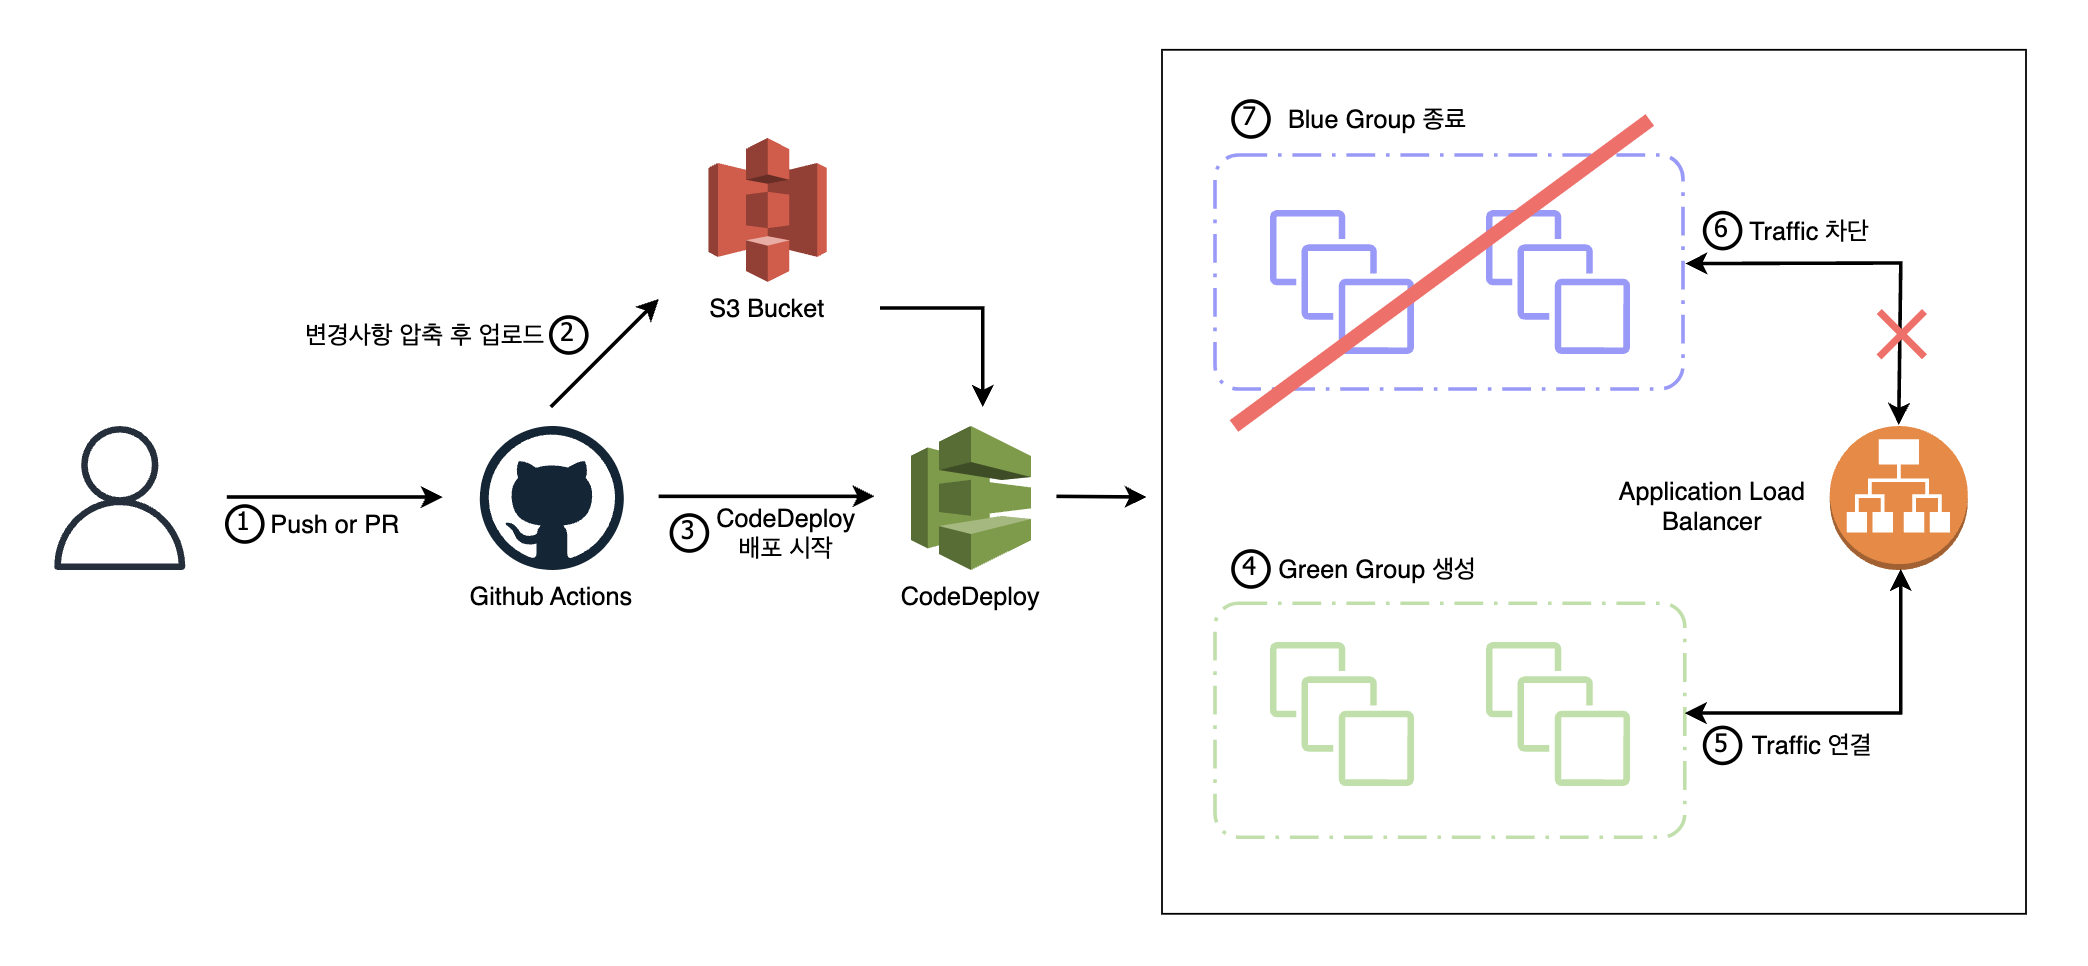 1 Push or PR
Github Actions
변경사항 압축 후 업로드 2
S3 Bucket
3 CodeDeploy
배포 시작
CodeDeploy
4 Green Group 생성
5 Traffic 연결
Application Load
Balancer
6 Traffic 차단
7 Blue Group 종료